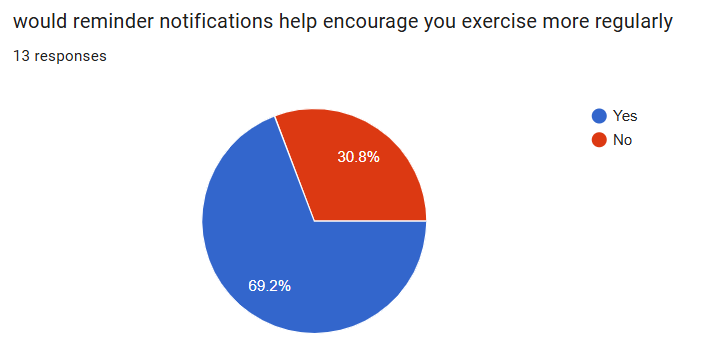 would reminder notifications help encourage you exercise more regularly
13 responses
Yes
No
30.8%
69.2%